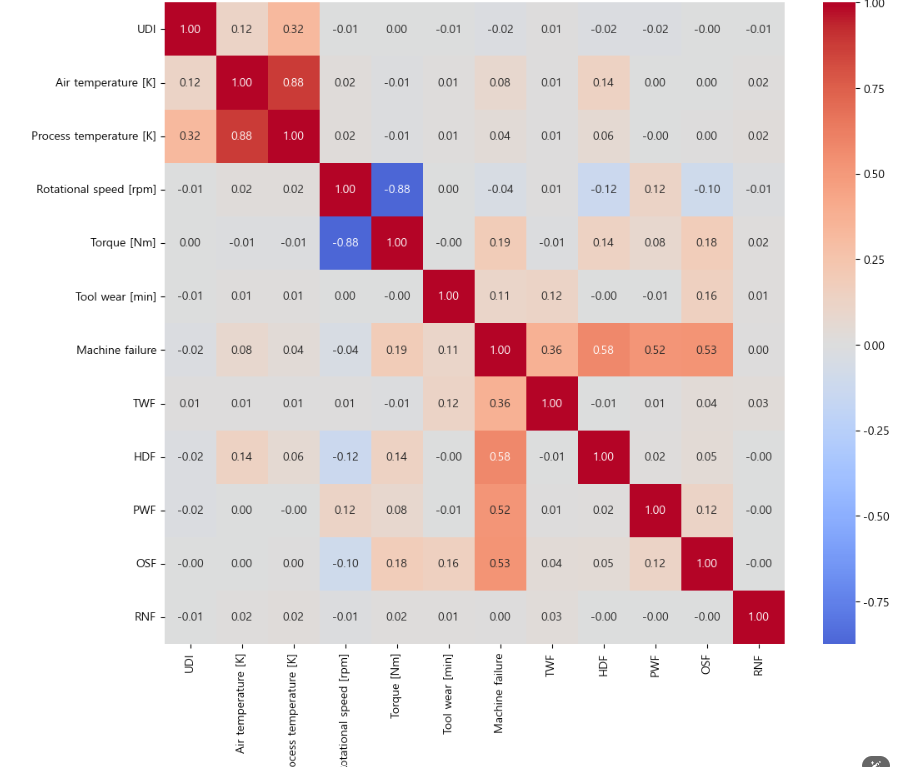 1.00
UDI 1.00 0.12 0.32 -0.01 0.00 -0.01 -0.02 0.01 -0.02 -0.02 -0.00 -0.01
Air temperature [K] 0.12 1.00 0.88 0.02 -0.01 0.01 0.08 0.01 0.14 0.00 0.00 0.02
0.75
Process temperature [K] 0.32 0.88 1.00 0.02 -0.01 0.01 0.04 0.01 0.06 -0.00 0.00 0.02
0.50
Rotational speed [rpm] -0.01 0.02 0.02 1.00 -0.88 0.00 -0.04 0.01 -0.12 0.12 -0.10 -0.01
Torque [Nm] 0.00 -0.01 -0.01 -0.88 1.00 -0.00 0.19 -0.01 0.14 0.08 0.18 0.02
0.25
Tool wear [min] -0.01 0.01 0.01 0.00 -0.00 1.00 0.11 0.12 -0.00 -0.01 0.16 0.01
0.00
Machine failure -0.02 0.08 0.04 -0.04 0.19 0.11 1.00 0.36 0.58 0.52 0.53 0.00
TWF 0.01 0.01 0.01 0.01 -0.01 0.12 0.36 1.00 -0.01 0.01 0.04 0.03
-0.25
HDF -0.02 0.14 0.06 -0.12 0.14 -0.00 0.58 -0.01 1.00 0.02 0.05 -0.00
PWF -0.02 0.00 -0.00 0.12 0.08 -0.01 0.52 0.01 0.02 1.00 0.12 -0.00
-0.50
OSF -0.00 0.00 0.00 -0.10 0.18 0.16 0.53 0.04 0.05 0.12 1.00 -0.00
-0.75
RNF -0.01 0.02 0.02 -0.01 0.02 0.01 0.00 0.03 -0.00 -0.00 -0.00 1.00
UDI
Air temperature [K]
ocess temperature [K]
otational speed [rpm]
Torque [Nm]
Tool wear [min]
Machine failure
TWF
HDF
PWF
OSF
RNF